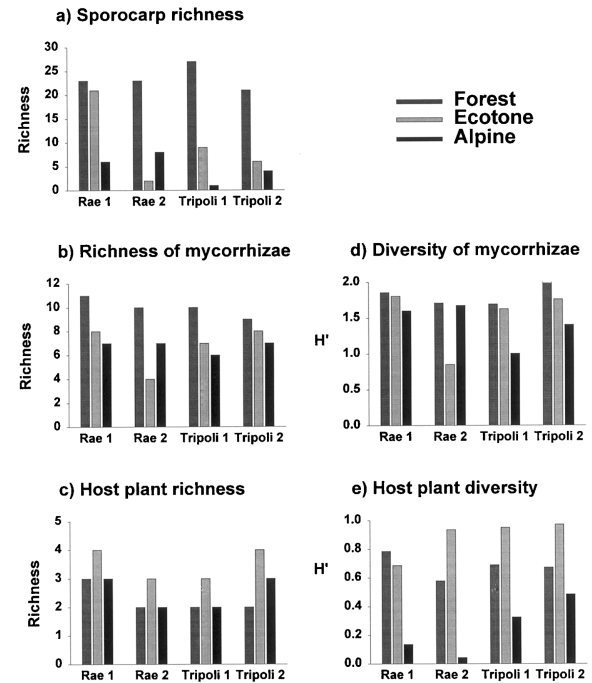 a) Sporocarp richness
Richness
30
25
20
15
10
5
0
Rae 1 Rae 2 Tripoli 1 Tripoli 2
Forest
Ecotone
Alpine
b) Richness of mycorrhizae
Richness
12
10
8
6
4
2
0
Rae 1 Rae 2 Tripoli 1 Tripoli 2
d) Diversity of mycorrhizae
H'
2.0
1.5
1.0
0.5
0.0
Rae 1 Rae 2 Tripoli 1 Tripoli 2
c) Host plant richness
Richness
5
4
3
2
1
0
Rae 1 Rae 2 Tripoli 1 Tripoli 2
e) Host plant diversity
H'
1.0
0.8
0.6
0.4
0.2
0.0
Rae 1 Rae 2 Tripoli 1 Tripoli 2